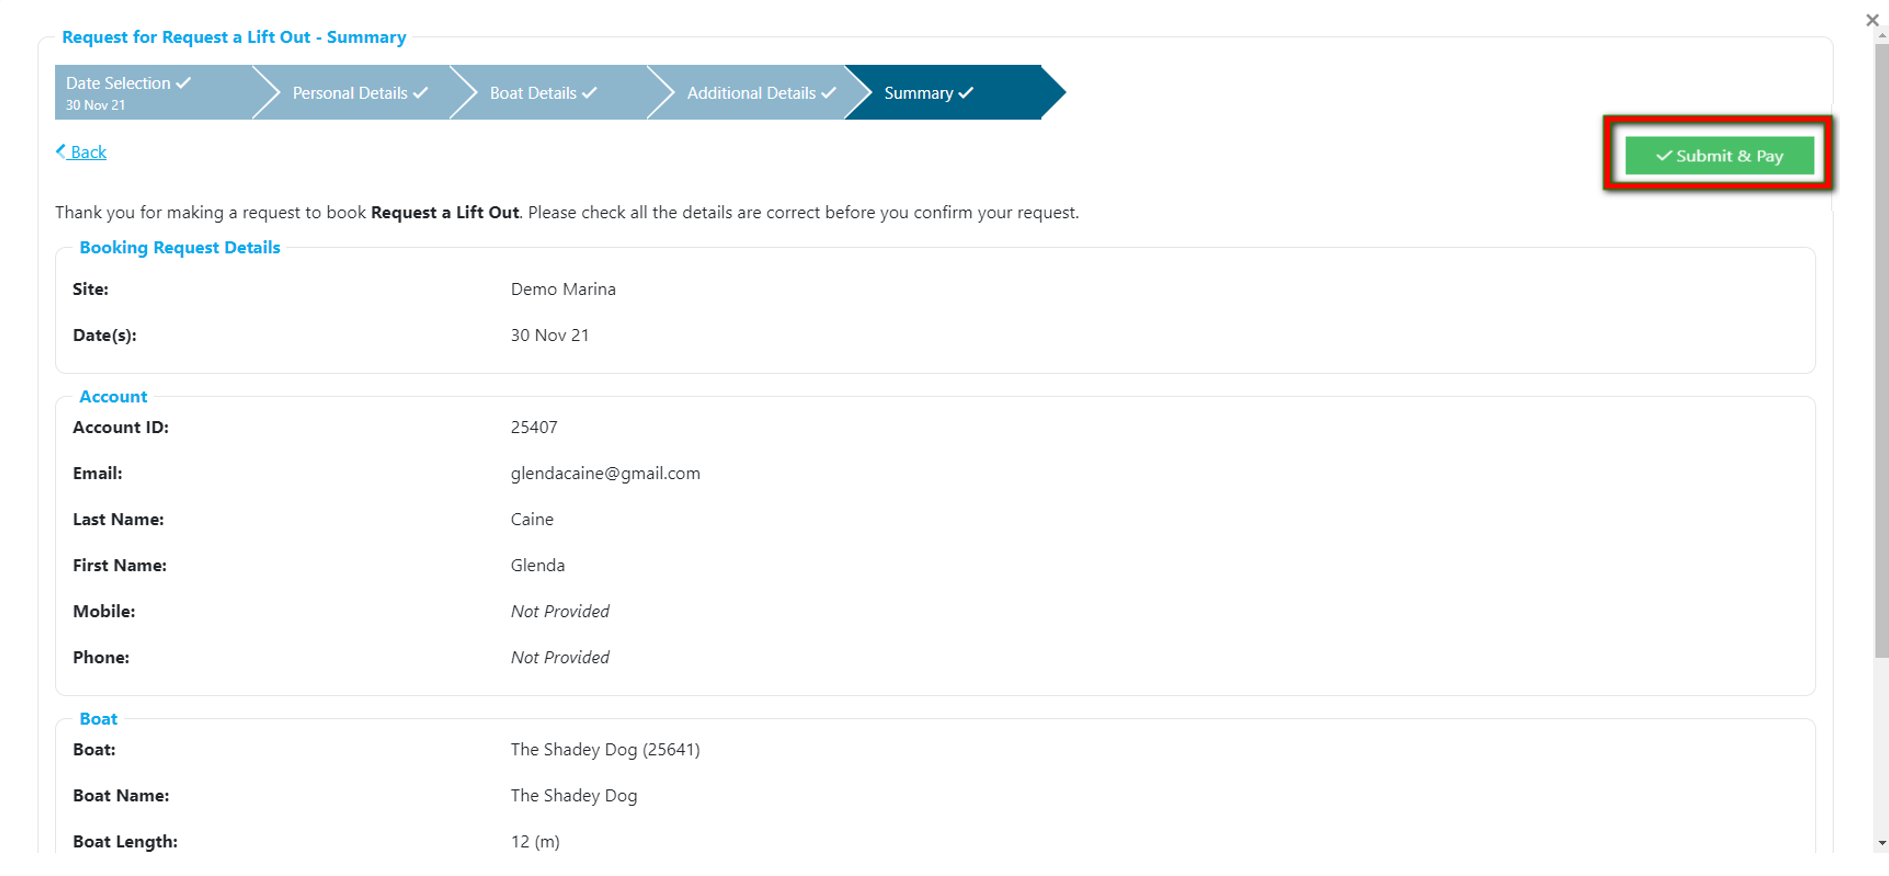 Request for Request a Lift Out - Summary
Date Selection ✓
30 Nov 21
Personal Details ✓
Boat Details ✓
Additional Details ✓
Summary ✓
Back
✓ Submit & Pay
Thank you for making a request to book Request a Lift Out. Please check all the details are correct before you confirm your request.
Booking Request Details
Site: Demo Marina
Date(s): 30 Nov 21
Account
Account ID: 25407
Email: glendacaine@gmail.com
Last Name: Caine
First Name: Glenda
Mobile: Not Provided
Phone: Not Provided
Boat
Boat: The Shadey Dog (25641)
Boat Name: The Shadey Dog
Boat Length: 12 (m)